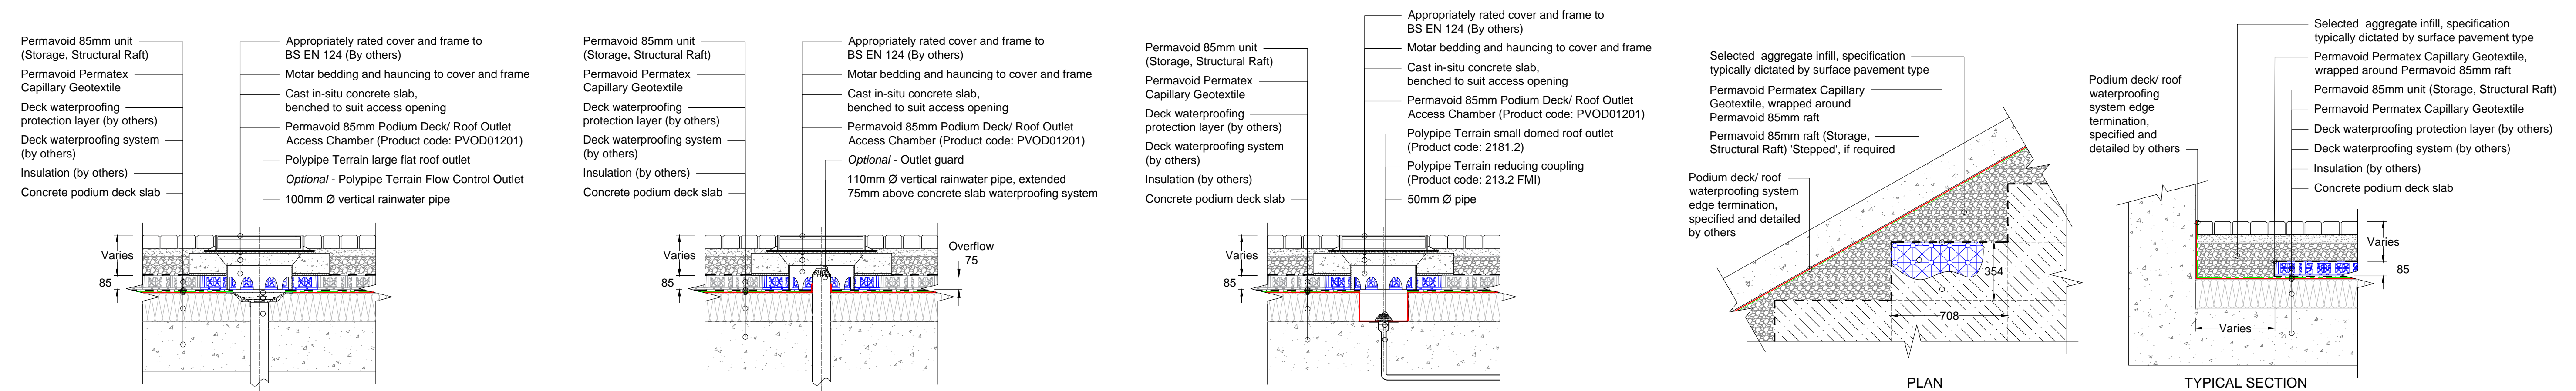 Permavoid 85mm unit
(Storage, Structural Raft)
Permavoid Permatex
Capillary Geotextile
Deck waterproofing
protection layer (by others)
Deck waterproofing system
(by others)
Insulation (by others)
Concrete podium deck slab
Appropriately rated cover and frame to
BS EN 124 (By others)
Motar bedding and hauncing to cover and frame
Cast in-situ concrete slab,
benched to suit access opening
Permavoid 85mm Podium Deck/ Roof Outlet
Access Chamber (Product code: PVOD01201)
Polypipe Terrain large flat roof outlet
Optional - Polypipe Terrain Flow Control Outlet
100mm Ø vertical rainwater pipe
Varies
85
Permavoid 85mm unit
(Storage, Structural Raft)
Permavoid Permatex
Capillary Geotextile
Deck waterproofing
protection layer (by others)
Deck waterproofing system
(by others)
Insulation (by others)
Concrete podium deck slab
Appropriately rated cover and frame to
BS EN 124 (By others)
Motar bedding and hauncing to cover and frame
Cast in-situ concrete slab,
benched to suit access opening
Permavoid 85mm Podium Deck/ Roof Outlet
Access Chamber (Product code: PVOD01201)
Optional - Outlet guard
110mm Ø vertical rainwater pipe, extended
75mm above concrete slab waterproofing system
Varies
85
Overflow
75
Permavoid 85mm unit
(Storage, Structural Raft)
Permavoid Permatex
Capillary Geotextile
Deck waterproofing
protection layer (by others)
Deck waterproofing system
(by others)
Insulation (by others)
Concrete podium deck slab
Appropriately rated cover and frame to
BS EN 124 (By others)
Motar bedding and hauncing to cover and frame
Cast in-situ concrete slab,
benched to suit access opening
Permavoid 85mm Podium Deck/ Roof Outlet
Access Chamber (Product code: PVOD01201)
Polypipe Terrain small domed roof outlet
(Product code: 2181.2)
Polypipe Terrain reducing coupling
(Product code: 213.2 FMI)
50mm Ø pipe
Varies
85
Selected aggregate infill, specification
typically dictated by surface pavement type
Permavoid Permatex Capillary
Geotextile, wrapped around
Permavoid 85mm raft
Permavoid 85mm raft (Storage,
Structural Raft) 'Stepped', if required
Podium deck/ roof
waterproofing system
edge termination,
specified and detailed
by others
354
708
PLAN
Podium deck/ roof
waterproofing
system edge
termination,
specified and
detailed by others
Selected aggregate infill, specification
typically dictated by surface pavement type
Permavoid Permatex Capillary Geotextile,
wrapped around Permavoid 85mm raft
Permavoid 85mm unit (Storage, Structural Raft)
Permavoid Permatex Capillary Geotextile
Deck waterproofing protection layer (by others)
Deck waterproofing system (by others)
Insulation (by others)
Concrete podium deck slab
Varies
85
Varies
TYPICAL SECTION